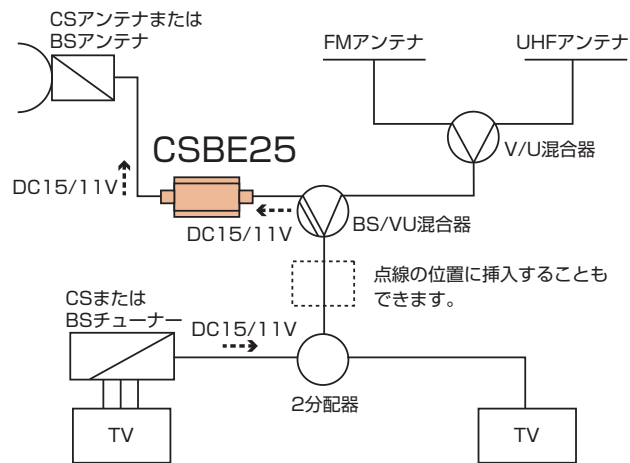 CSアンテナまたは
BSアンテナ
FMアンテナ
UHFアンテナ
CSBE25
V/U混合器
DC15/11V
DC15/11V
BS/VU混合器
点線の位置に挿入することも
できます。
CSまたは
BSチューナー
DC15/11V
2分配器
TV
TV